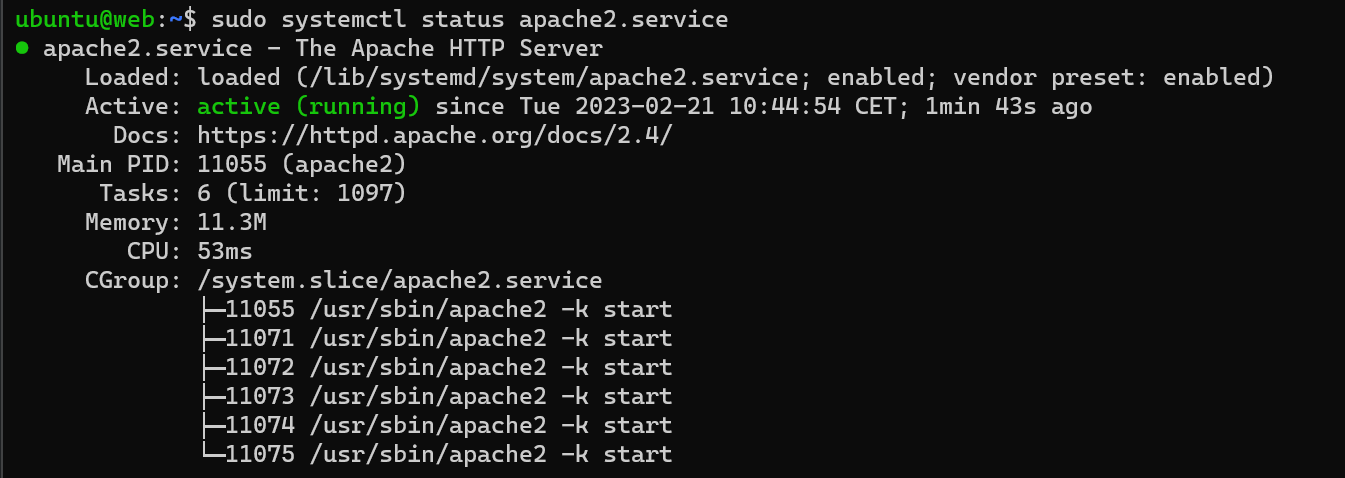 ubuntu@web:~$ sudo systemctl status apache2.service
● apache2.service - The Apache HTTP Server
     Loaded: loaded (/lib/systemd/system/apache2.service; enabled; vendor preset: enabled)
     Active: active (running) since Tue 2023-02-21 10:44:54 CET; 1min 43s ago
       Docs: https://httpd.apache.org/docs/2.4/
   Main PID: 11055 (apache2)
      Tasks: 6 (limit: 1097)
     Memory: 11.3M
        CPU: 53ms
     CGroup: /system.slice/apache2.service
             ├─11055 /usr/sbin/apache2 -k start
             ├─11071 /usr/sbin/apache2 -k start
             ├─11072 /usr/sbin/apache2 -k start
             ├─11073 /usr/sbin/apache2 -k start
             ├─11074 /usr/sbin/apache2 -k start
             └─11075 /usr/sbin/apache2 -k start